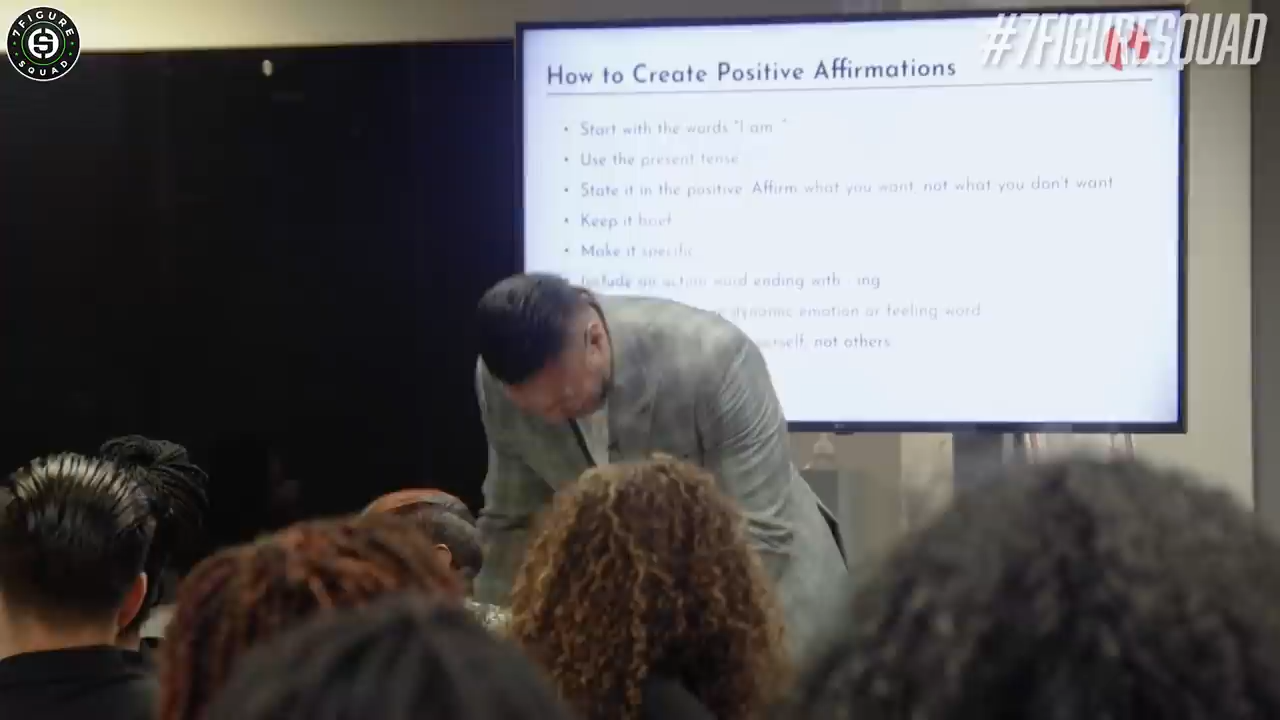 7FIGURE
SQUAD
#7FIGURESQUAD
How to Create Positive Affirmations
• Start with the words "I am "
• Use the present tense
• State it in the positive Affirm what you want, not what you don't want
• Keep it brief
• Make it specific
Include an action word ending with -ing
dynamic emotion or feeling word
not others